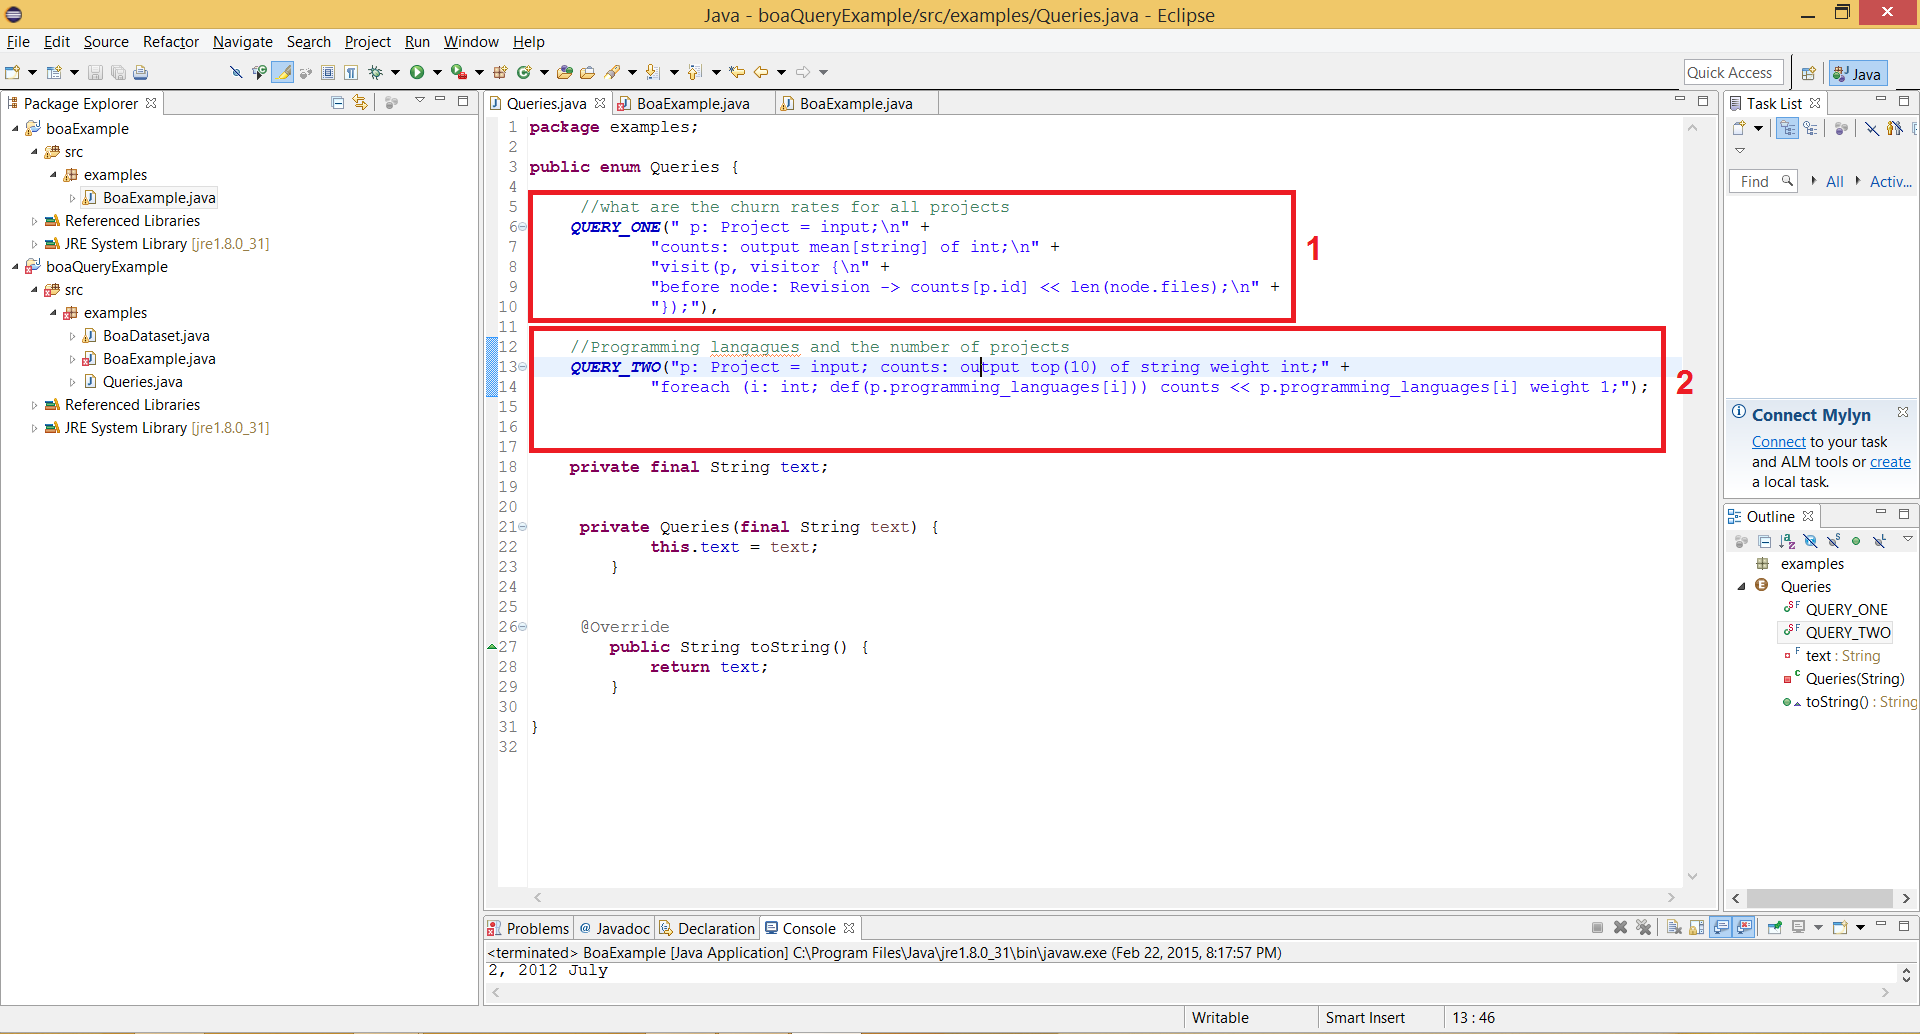 Java - boaQueryExample/src/examples/Queries.java - Eclipse
File Edit Source Refactor Navigate Search Project Run Window Help
Quick Access
Java
Package Explorer
boaExample
src
examples
BoaExample.java
Referenced Libraries
JRE System Library [jre1.8.0_31]
boaQueryExample
src
examples
BoaDataset.java
BoaExample.java
Queries.java
Referenced Libraries
JRE System Library [jre1.8.0_31]
Queries.java BoaExample.java BoaExample.java
1 package examples;
2
3 public enum Queries {
4
5 //what are the churn rates for all projects
6 QUERY_ONE(" p: Project = input;\n" +
7 "counts: output mean[string] of int;\n" +
8 "visit(p, visitor {\n" +
9 "before node: Revision -> counts[p.id] << len(node.files);\n" +
10 "});"),
11
12 //Programming langagues and the number of projects
13 QUERY_TWO("p: Project = input; counts: output top(10) of string weight int;" +
14 "foreach (i: int; def(p.programming_languages[i])) counts << p.programming_languages[i] weight 1;");
15
16
17
18 private final String text;
19
20
21 private Queries(final String text) {
22 this.text = text;
23 }
24
25
26 @Override
27 public String toString() {
28 return text;
29 }
30
31 }
32
1
2
Task List
Find All Activ...
Connect Mylyn
Connect to your task
and ALM tools or create
a local task.
Outline
examples
Queries
QUERY_ONE
QUERY_TWO
text : String
Queries(String)
toString() : String
Problems @ Javadoc Declaration Console
<terminated> BoaExample [Java Application] C:\Program Files\Java\jre1.8.0_31\bin\javaw.exe (Feb 22, 2015, 8:17:57 PM)
2, 2012 July
Writable Smart Insert 13 : 46